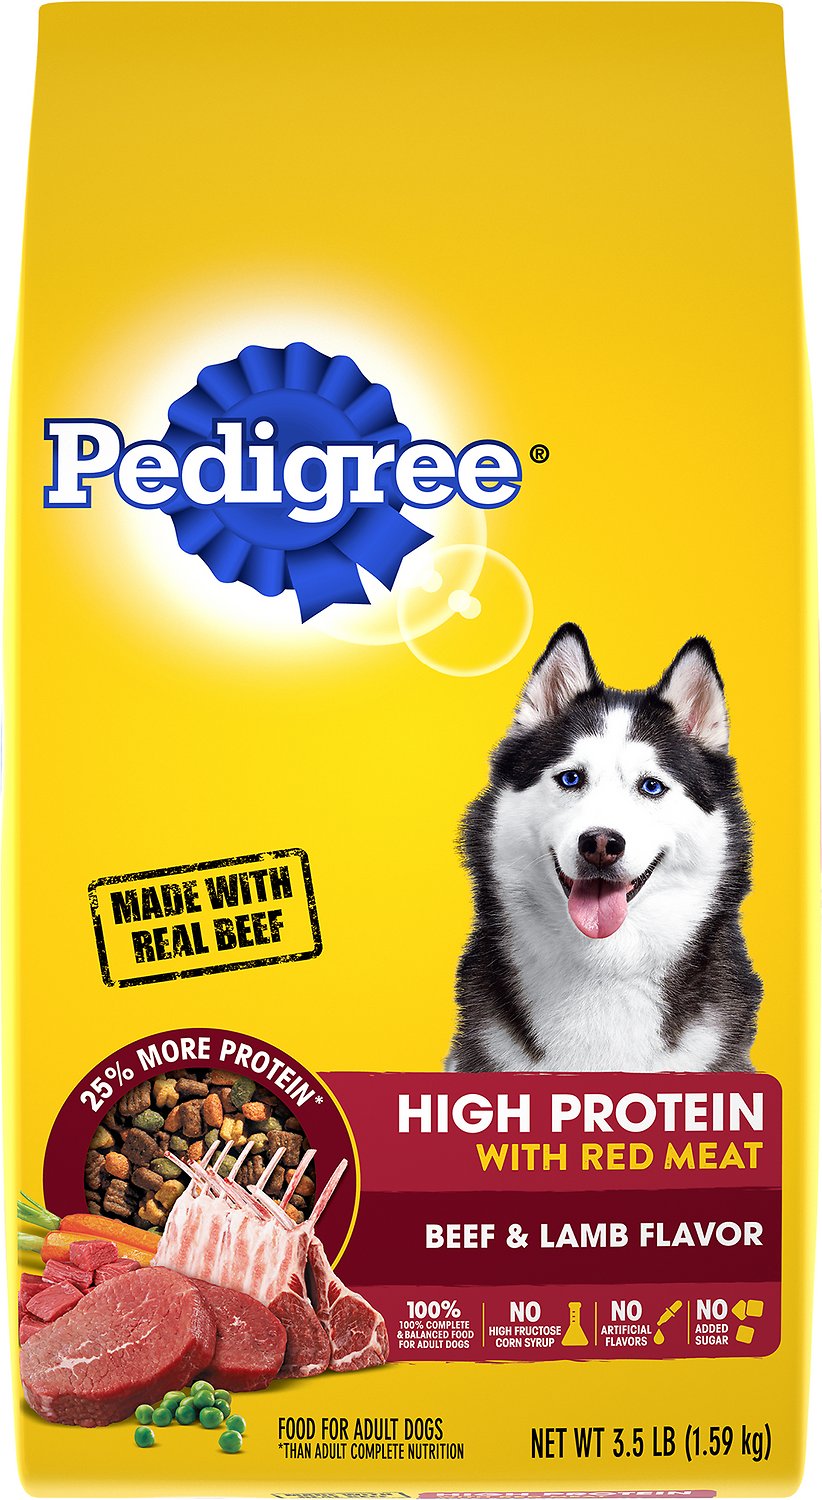 Pedigree®
MADE WITH
REAL BEEF
25% MORE PROTEIN*
HIGH PROTEIN
WITH RED MEAT
BEEF & LAMB FLAVOR
100%
100% COMPLETE
& BALANCED FOOD
FOR ADULT DOGS
NO
HIGH FRUCTOSE
CORN SYRUP
NO
ARTIFICIAL
FLAVORS
NO
ADDED
SUGAR
FOOD FOR ADULT DOGS
*THAN ADULT COMPLETE NUTRITION
NET WT 3.5 LB (1.59 kg)